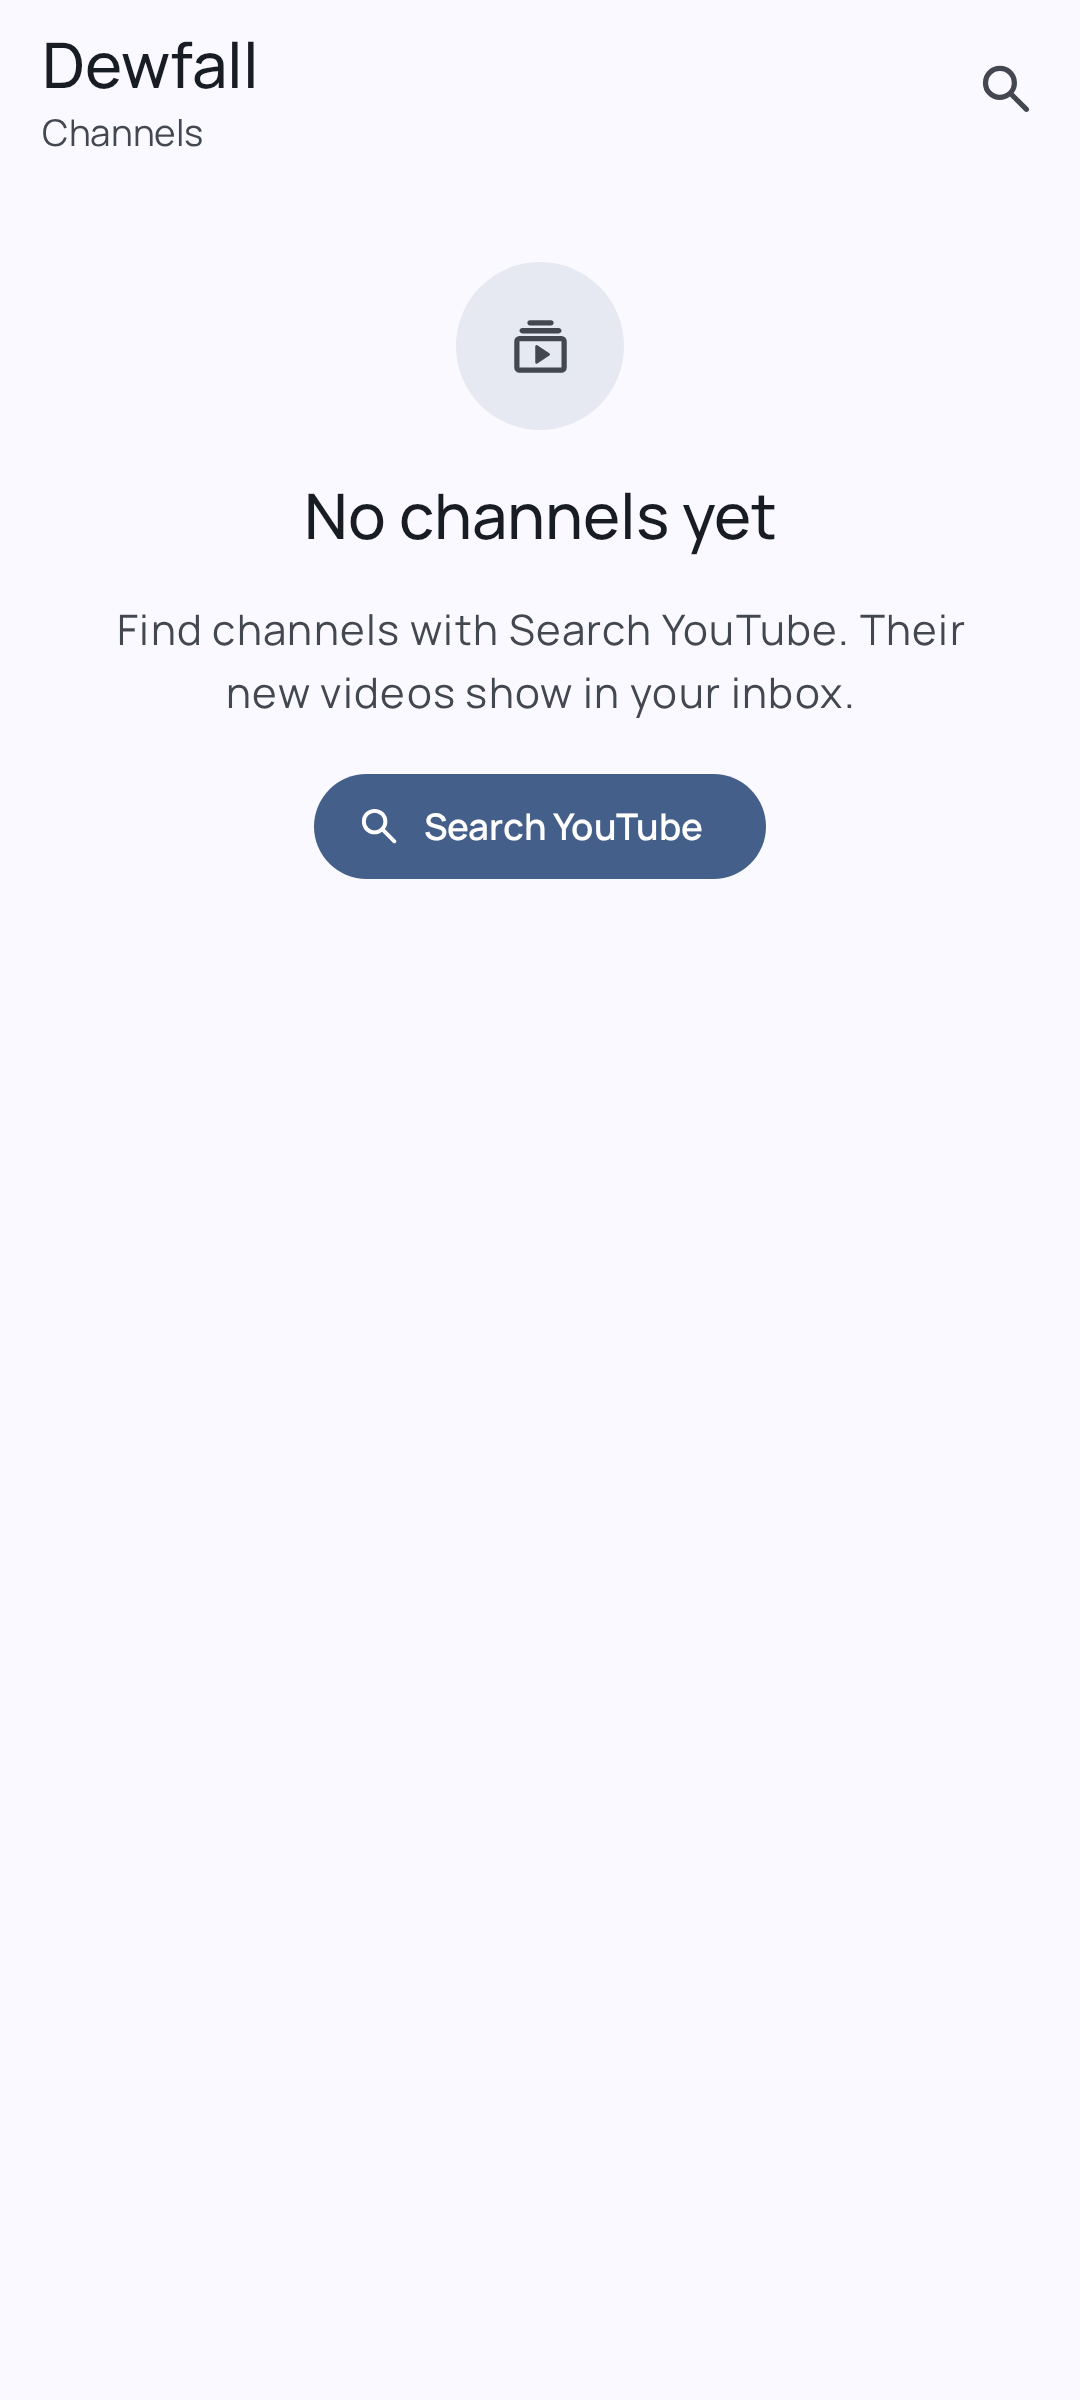 Dewfall
Channels
No channels yet
Find channels with Search YouTube. Their
new videos show in your inbox.
Search YouTube